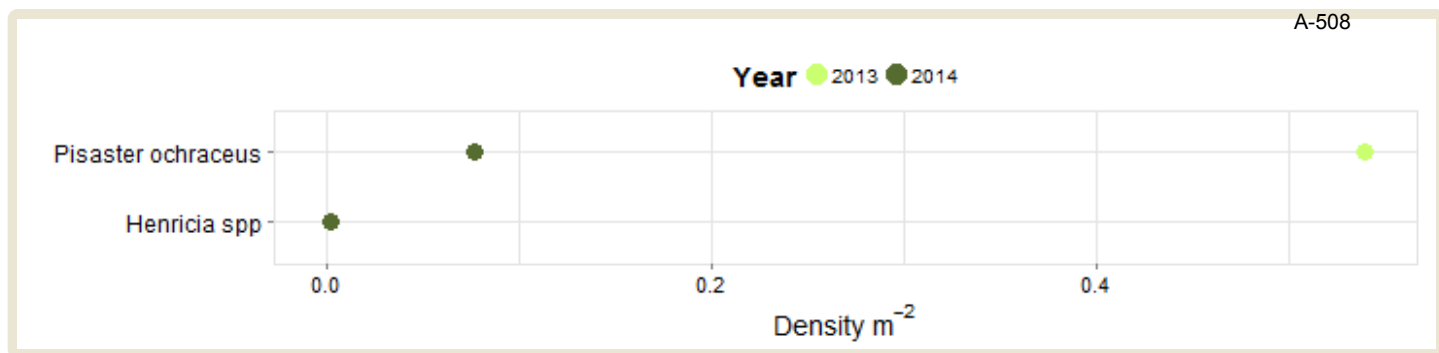 A-508
Year 2013 2014
Pisaster ochraceus
Henricia spp
0.0 0.2 0.4
Density m⁻²